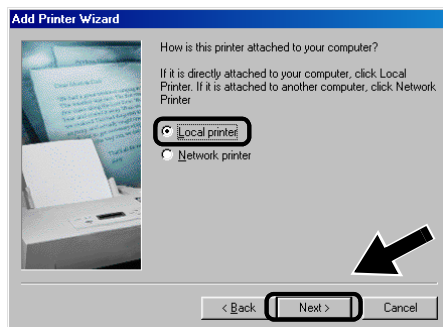 Add Printer Wizard
How is this printer attached to your computer?
If it is directly attached to your computer, click Local
Printer. If it is attached to another computer, click Network
Printer
Local printer
Network printer
< Back
Next >
Cancel